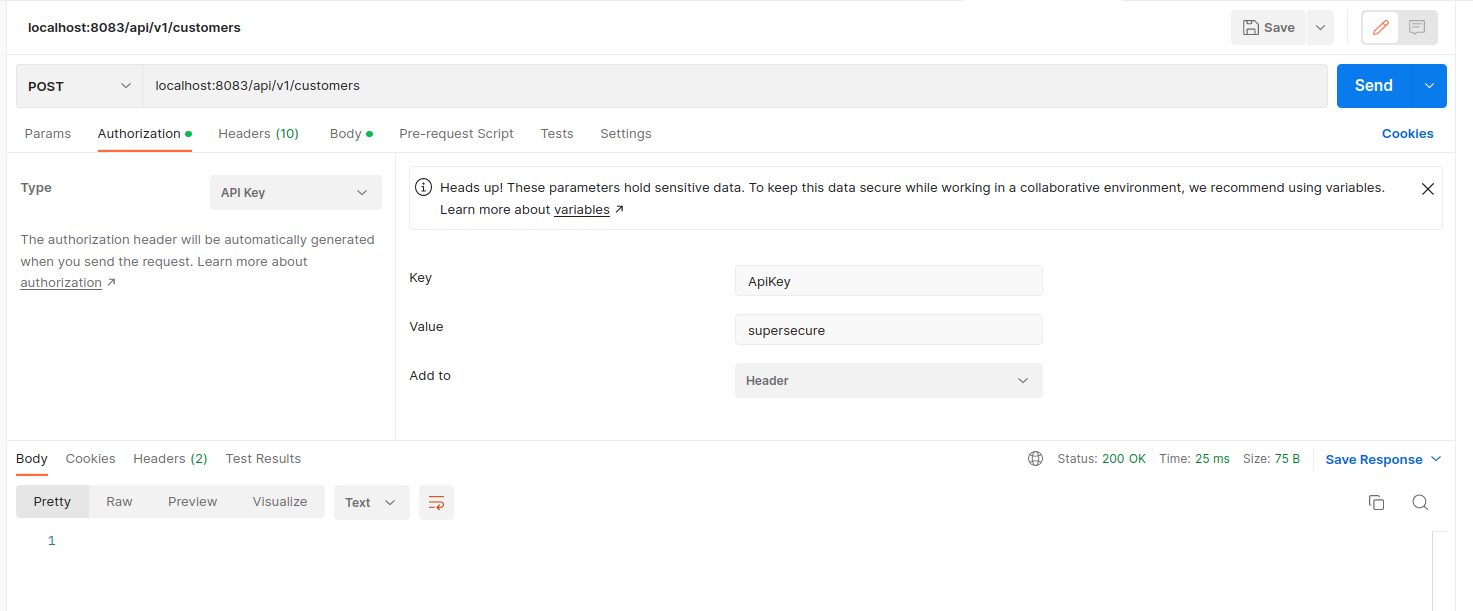 localhost:8083/api/v1/customers
Save
POST
localhost:8083/api/v1/customers
Send
Params Authorization Headers (10) Body Pre-request Script Tests Settings Cookies
Type
API Key
The authorization header will be automatically generated
when you send the request. Learn more about
authorization ↗
Heads up! These parameters hold sensitive data. To keep this data secure while working in a collaborative environment, we recommend using variables.
Learn more about variables ↗
Key
ApiKey
Value
supersecure
Add to
Header
Body Cookies Headers (2) Test Results
Status: 200 OK Time: 25 ms Size: 75 B Save Response
Pretty Raw Preview Visualize Text
1